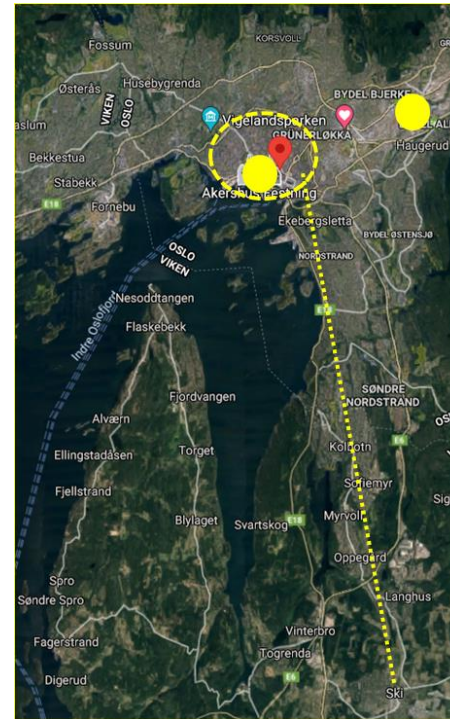 KORSVOLL
Fossum
Husebygrenda
Østerås
VIKEN
OSLO
BYDEL BJERKE
Vigelandsparken
GRÜNERLØKKA
Haugerud
Bekkestua
Stabekk
E18
Fornebu
Akershus Festning
Ekebergsletta
BYDEL ØSTENSJØ
NORDSTRAND
OSLO
VIKEN
Nesoddtangen
Indre Oslofjord
Flaskebekk
Fjordvangen
SØNDRE
NORDSTRAND
Alværn
E6
Ellingstadåsen
Torget
Kolbotn
Fjellstrand
Sofiemyr
Blylaget
Svartskog
Myrvoll
E18
Oppegård
Spro
Søndre Spro
Langhus
Vinterbro
Fagerstrand
Togrenda
Digerud
E6
Ski